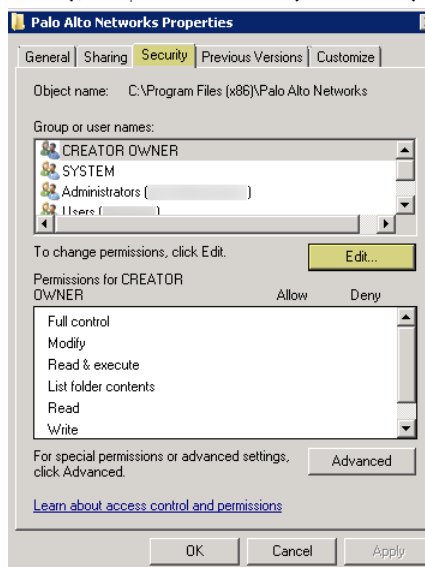 Palo Alto Networks Properties
General Sharing Security Previous Versions Customize
Object name: C:\Program Files (x86)\Palo Alto Networks
Group or user names:
CREATOR OWNER
SYSTEM
Administrators ( )
Users ( )
To change permissions, click Edit.
Edit...
Permissions for CREATOR
OWNER Allow Deny
Full control
Modify
Read & execute
List folder contents
Read
Write
For special permissions or advanced settings,
click Advanced.
Advanced
Learn about access control and permissions
OK Cancel Apply